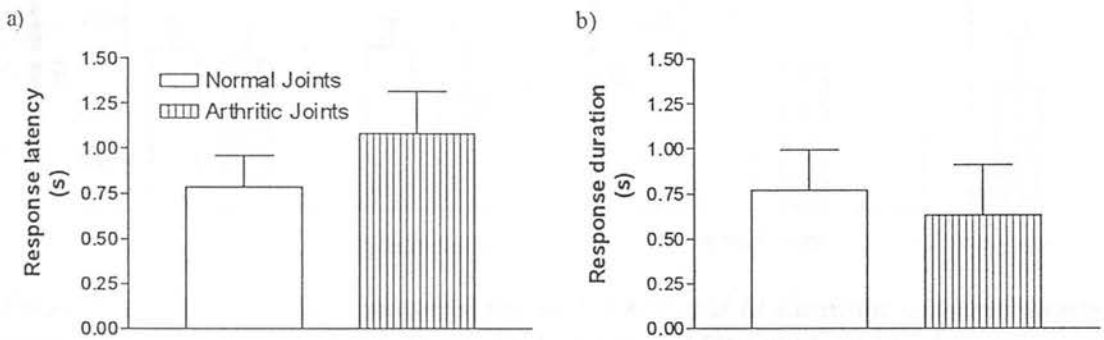 a)
Response latency
(s)
1.50
1.25
1.00
0.75
0.50
0.25
0.00
Normal Joints
Arthritic Joints
b)
Response duration
(s)
1.50
1.25
1.00
0.75
0.50
0.25
0.00